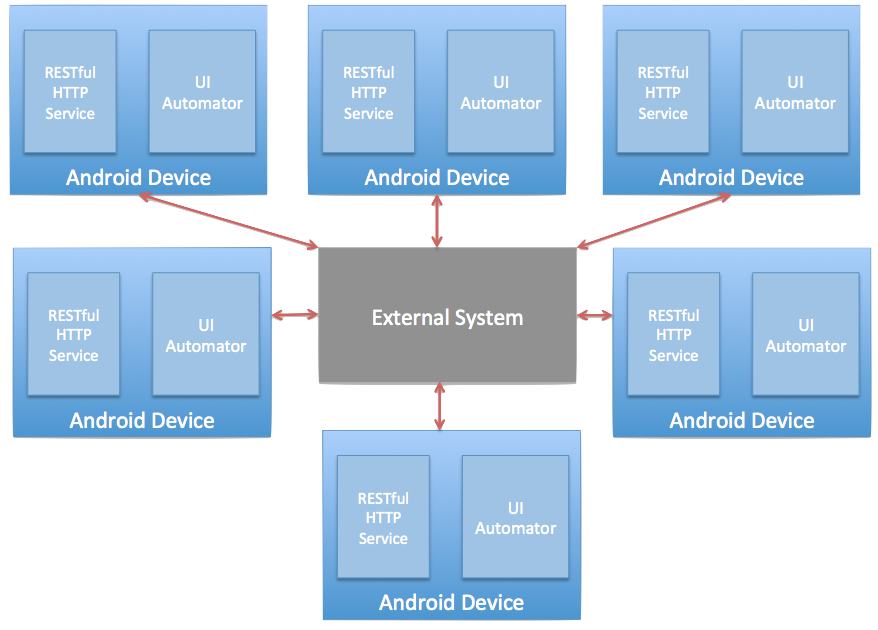 RESTful
HTTP
Service
UI
Automator
Android Device
RESTful
HTTP
Service
UI
Automator
Android Device
RESTful
HTTP
Service
UI
Automator
Android Device
RESTful
HTTP
Service
UI
Automator
Android Device
External System
RESTful
HTTP
Service
UI
Automator
Android Device
RESTful
HTTP
Service
UI
Automator
Android Device